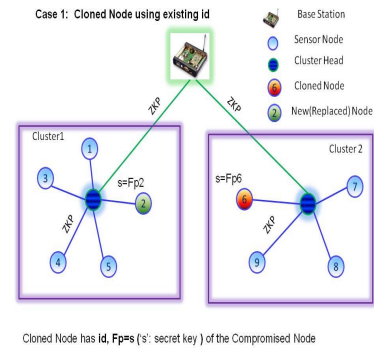 Case 1: Cloned Node using existing id
Base Station
Sensor Node
Cluster Head
6 Cloned Node
2 New(Replaced) Node
ZKP
ZKP
Cluster1
1
3
s=Fp2
2
ZKP
4
5
Cluster 2
s=Fp6
6
7
ZKP
9
8
Cloned Node has id, Fp=s ('s': secret key ) of the Compromised Node